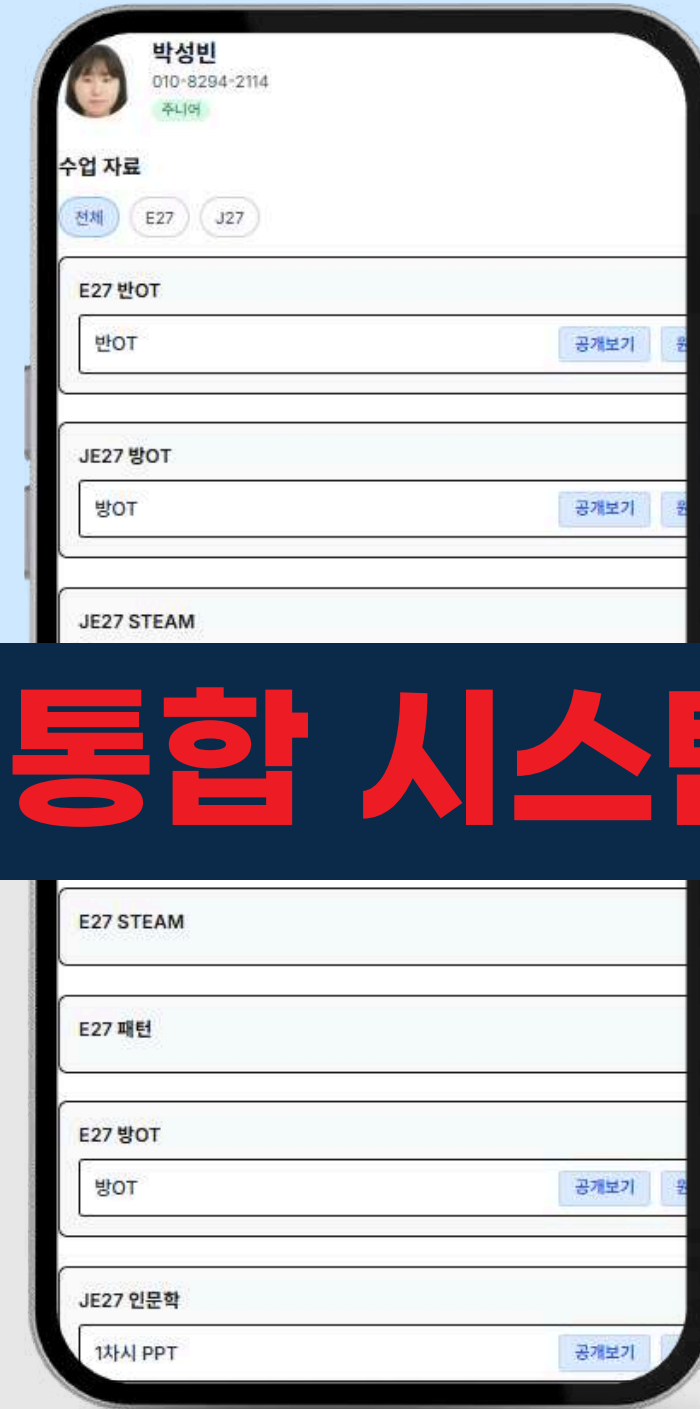 박성빈
010-8294-2114
주니어
수업 자료
전체 E27 J27
E27 반OT
반OT 공개보기
JE27 방OT
방OT 공개보기
JE27 STEAM
통합 시스템
E27 STEAM
E27 패턴
E27 방OT
방OT 공개보기
JE27 인문학
1차시 PPT 공개보기